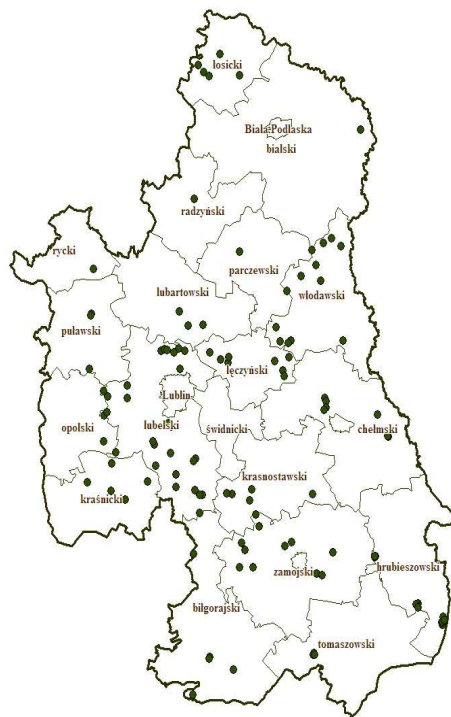 łosicki
Biała Podlaska
bialski
radzyński
rycki
parczewski
włodawski
lubartowski
puławski
łęczyński
Lublin
opolski
lubelski
świdnicki
chełmski
krasnostawski
kraśnicki
zamojski
hrubieszowski
biłgorajski
tomaszowski